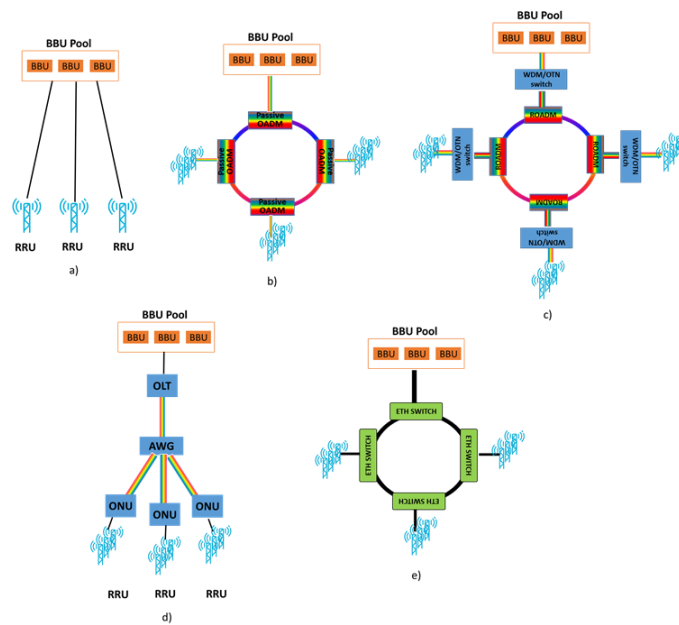 BBU Pool
BBU BBU BBU
RRU RRU RRU
a)
BBU Pool
BBU BBU BBU
Passive
OADM
Passive
OADM
Passive
OADM
Passive
OADM
b)
BBU Pool
BBU BBU BBU
WDM/OTN
switch
ROADM
WDM/OTN
switch
ROADM
ROADM
WDM/OTN
switch
ROADM
WDM/OTN
switch
c)
BBU Pool
BBU BBU BBU
OLT
AWG
ONU ONU ONU
RRU RRU RRU
d)
BBU Pool
BBU BBU BBU
ETH SWITCH
ETH SWITCH
ETH SWITCH
ETH SWITCH
e)